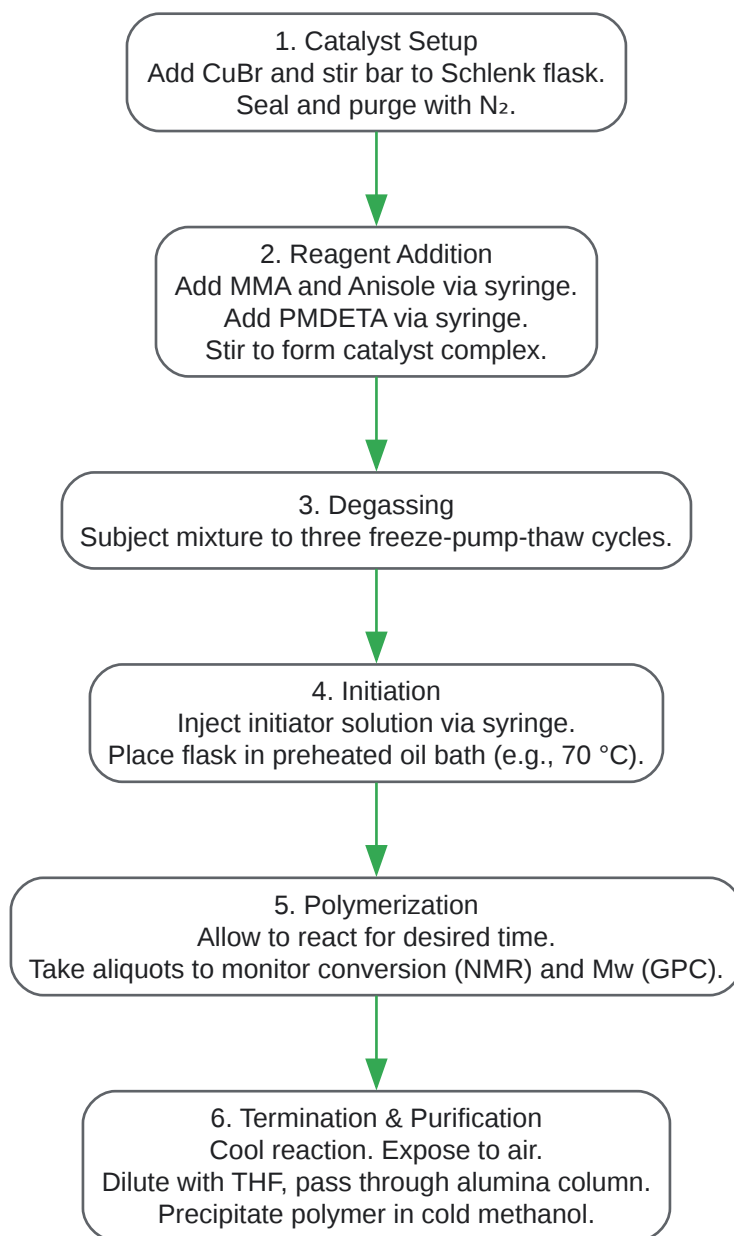 1. Catalyst Setup
Add CuBr and stir bar to Schlenk flask.
Seal and purge with N₂.
2. Reagent Addition
Add MMA and Anisole via syringe.
Add PMDETA via syringe.
Stir to form catalyst complex.
3. Degassing
Subject mixture to three freeze-pump-thaw cycles.
4. Initiation
Inject initiator solution via syringe.
Place flask in preheated oil bath (e.g., 70 °C).
5. Polymerization
Allow to react for desired time.
Take aliquots to monitor conversion (NMR) and Mw (GPC).
6. Termination & Purification
Cool reaction. Expose to air.
Dilute with THF, pass through alumina column.
Precipitate polymer in cold methanol.